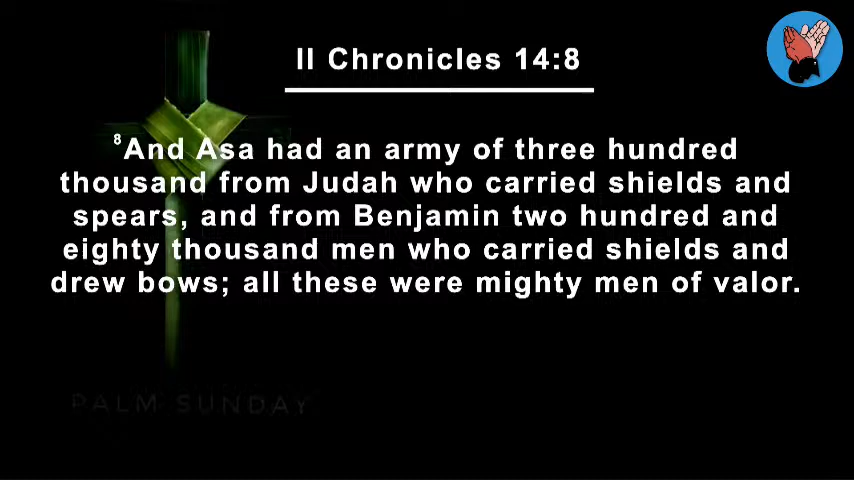 II Chronicles 14:8
8And Asa had an army of three hundred
thousand from Judah who carried shields and
spears, and from Benjamin two hundred and
eighty thousand men who carried shields and
drew bows; all these were mighty men of valor.
PALM SUNDAY